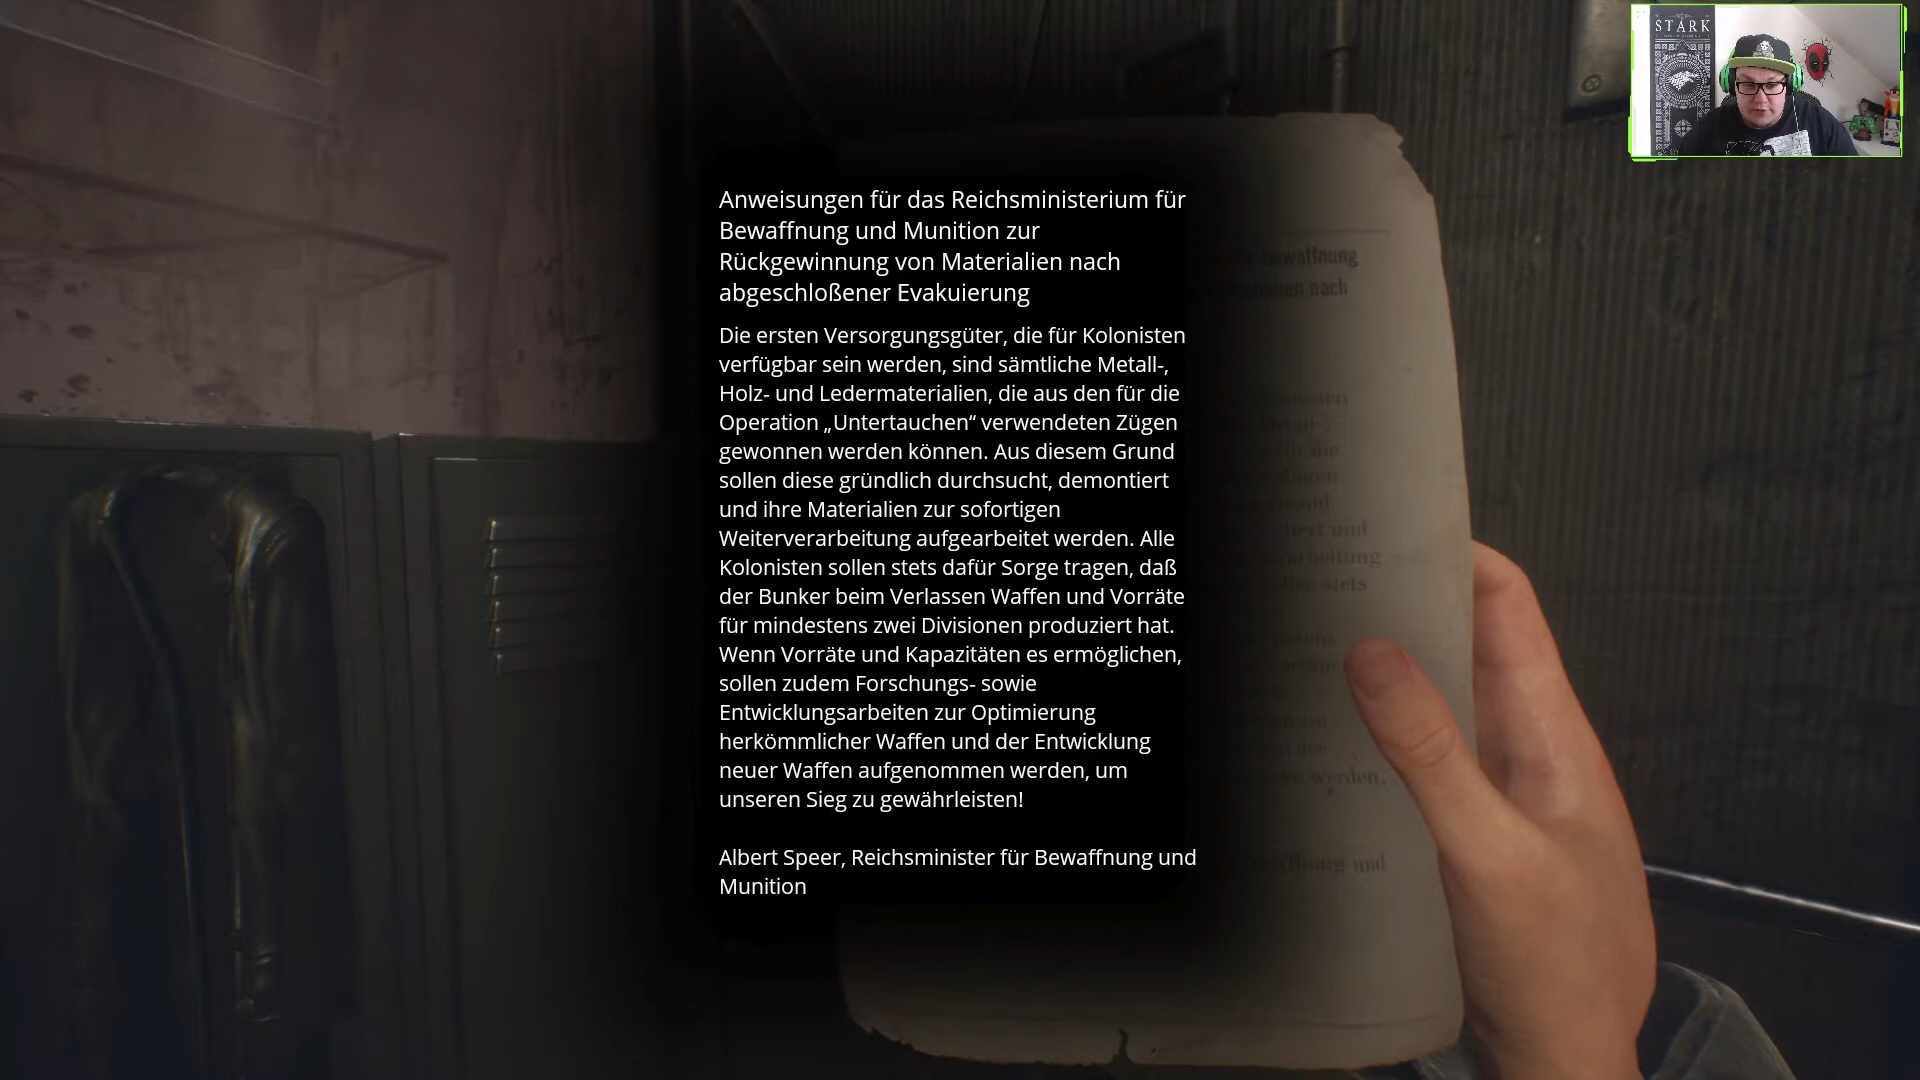 STARK
Anweisungen für das Reichsministerium für
Bewaffnung und Munition zur
Rückgewinnung von Materialien nach
abgeschloßener Evakuierung
Die ersten Versorgungsgüter, die für Kolonisten
verfügbar sein werden, sind sämtliche Metall-,
Holz- und Ledermaterialien, die aus den für die
Operation „Untertauchen“ verwendeten Zügen
gewonnen werden können. Aus diesem Grund
sollen diese gründlich durchsucht, demontiert
und ihre Materialien zur sofortigen
Weiterverarbeitung aufgearbeitet werden. Alle
Kolonisten sollen stets dafür Sorge tragen, daß
der Bunker beim Verlassen Waffen und Vorräte
für mindestens zwei Divisionen produziert hat.
Wenn Vorräte und Kapazitäten es ermöglichen,
sollen zudem Forschungs- sowie
Entwicklungsarbeiten zur Optimierung
herkömmlicher Waffen und der Entwicklung
neuer Waffen aufgenommen werden, um
unseren Sieg zu gewährleisten!
Albert Speer, Reichsminister für Bewaffnung und
Munition